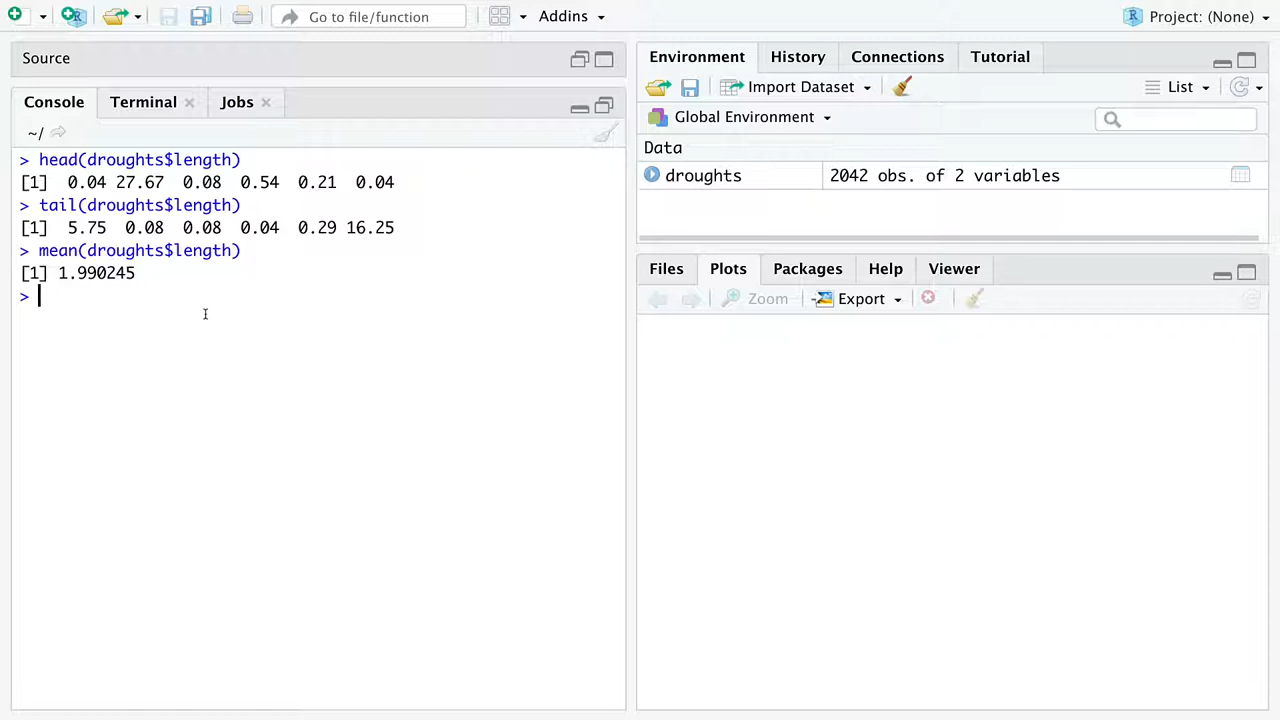 Go to file/function
Addins
Project: (None)
Source
Console
Terminal
Jobs
~/
> head(droughts$length)
[1]  0.04 27.67  0.08  0.54  0.21  0.04
> tail(droughts$length)
[1]  5.75  0.08  0.08  0.04  0.29 16.25
> mean(droughts$length)
[1] 1.990245
>
Environment
History
Connections
Tutorial
Import Dataset
List
Global Environment
Data
droughts
2042 obs. of 2 variables
Files
Plots
Packages
Help
Viewer
Zoom
Export